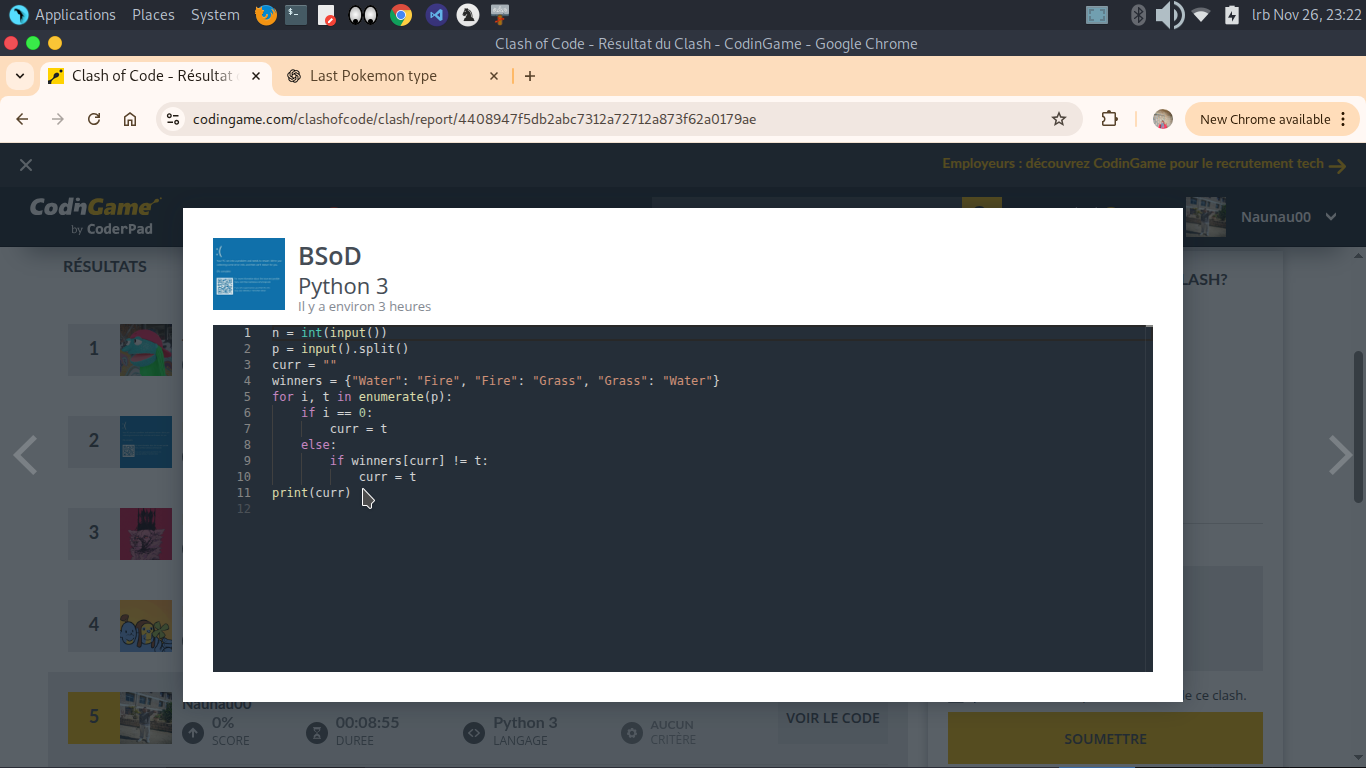 Applications Places System lrb Nov 26, 23:22
Clash of Code - Résultat du Clash - CodinGame - Google Chrome
Clash of Code - Résultat Last Pokemon type
codingame.com/clashofcode/clash/report/4408947f5db2abc7312a72712a873f62a0179ae New Chrome available
Employeurs : découvrez CodinGame pour le recrutement tech
CodinGame
by CoderPad
Naunau00
RÉSULTATS
CLASH?
BSoD
Python 3
Il y a environ 3 heures
1 n = int(input())
2 p = input().split()
3 curr = ""
4 winners = {"Water": "Fire", "Fire": "Grass", "Grass": "Water"}
5 for i, t in enumerate(p):
6 if i == 0:
7 curr = t
8 else:
9 if winners[curr] != t:
10 curr = t
11 print(curr)
12
1
2
3
4
5
Naunau00
0%
SCORE
00:08:55
DUREE
Python 3
LANGAGE
AUCUN
CRITÈRE
VOIR LE CODE
e ce clash.
SOUMETTRE